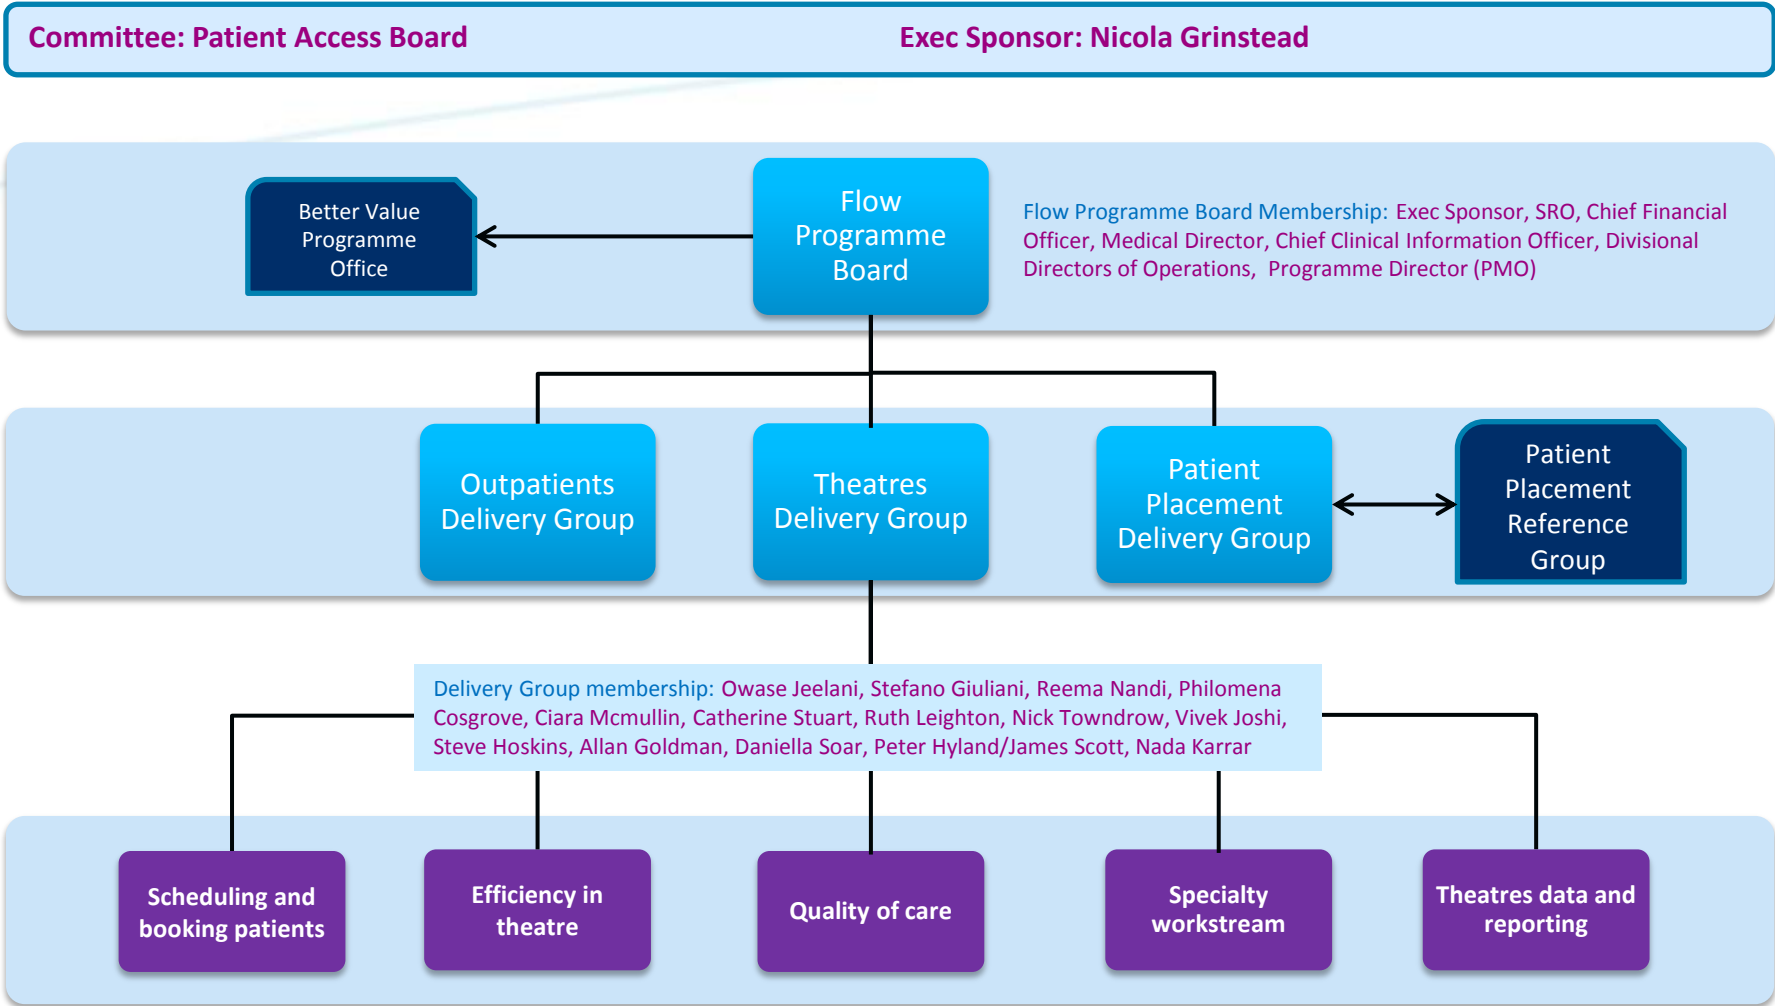 Committee: Patient Access Board
Exec Sponsor: Nicola Grinstead
Better Value
Programme
Office
Flow
Programme
Board
Flow Programme Board Membership: Exec Sponsor, SRO, Chief Financial
Officer, Medical Director, Chief Clinical Information Officer, Divisional
Directors of Operations,  Programme Director (PMO)
Outpatients
Delivery Group
Theatres
Delivery Group
Patient
Placement
Delivery Group
Patient
Placement
Reference
Group
Delivery Group membership: Owase Jeelani, Stefano Giuliani, Reema Nandi, Philomena
Cosgrove, Ciara Mcmullin, Catherine Stuart, Ruth Leighton, Nick Towndrow, Vivek Joshi,
Steve Hoskins, Allan Goldman, Daniella Soar, Peter Hyland/James Scott, Nada Karrar
Scheduling and
booking patients
Efficiency in
theatre
Quality of care
Specialty
workstream
Theatres data and
reporting